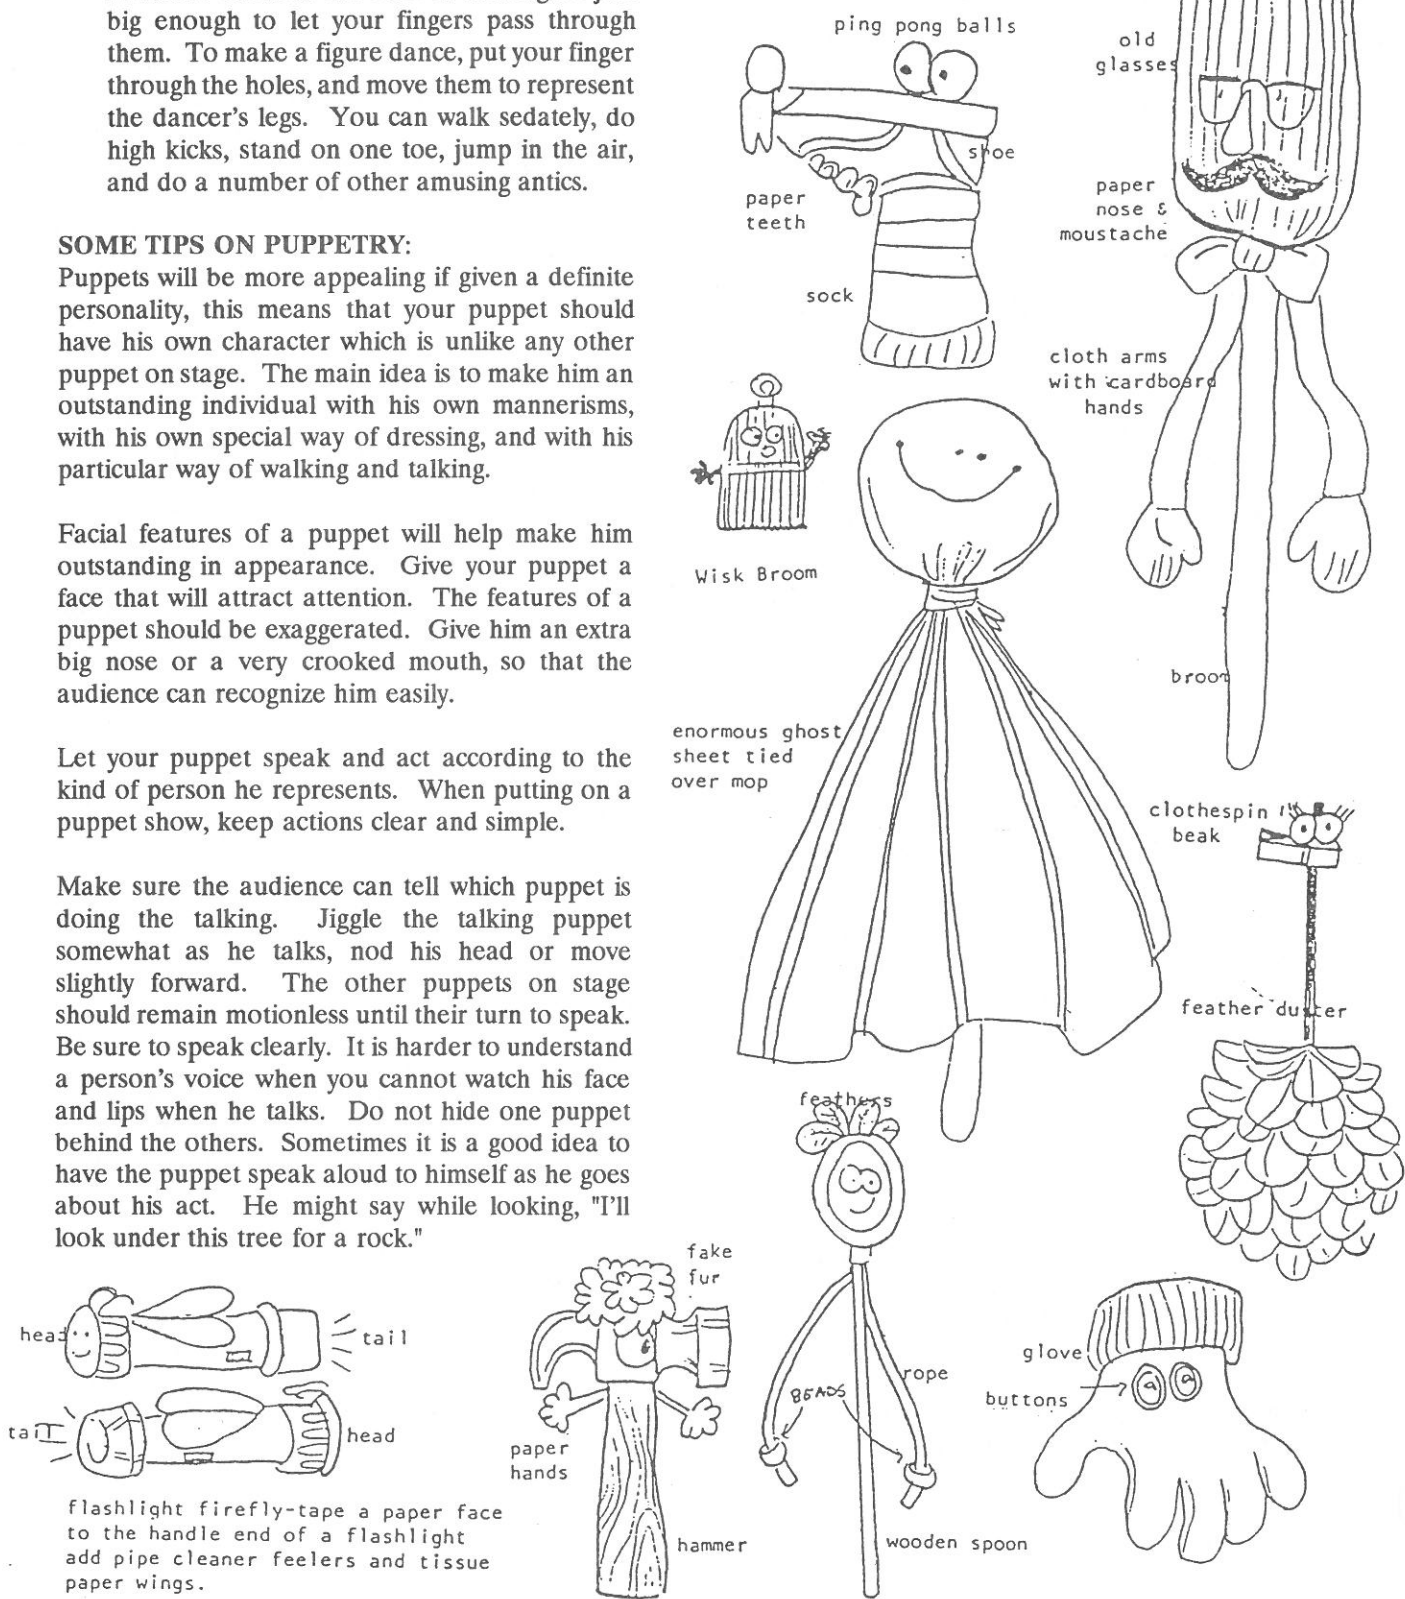 big enough to let your fingers pass through
them. To make a figure dance, put your finger
through the holes, and move them to represent
the dancer's legs. You can walk sedately, do
high kicks, stand on one toe, jump in the air,
and do a number of other amusing antics.
SOME TIPS ON PUPPETRY:
Puppets will be more appealing if given a definite
personality, this means that your puppet should
have his own character which is unlike any other
puppet on stage. The main idea is to make him an
outstanding individual with his own mannerisms,
with his own special way of dressing, and with his
particular way of walking and talking.
Facial features of a puppet will help make him
outstanding in appearance. Give your puppet a
face that will attract attention. The features of a
puppet should be exaggerated. Give him an extra
big nose or a very crooked mouth, so that the
audience can recognize him easily.
Let your puppet speak and act according to the
kind of person he represents. When putting on a
puppet show, keep actions clear and simple.
Make sure the audience can tell which puppet is
doing the talking. Jiggle the talking puppet
somewhat as he talks, nod his head or move
slightly forward. The other puppets on stage
should remain motionless until their turn to speak.
Be sure to speak clearly. It is harder to understand
a person's voice when you cannot watch his face
and lips when he talks. Do not hide one puppet
behind the others. Sometimes it is a good idea to
have the puppet speak aloud to himself as he goes
about his act. He might say while looking, "I'll
look under this tree for a rock."
head
tail
tail
head
flashlight firefly-tape a paper face
to the handle end of a flashlight
add pipe cleaner feelers and tissue
paper wings.
ping pong balls
shoe
paper
teeth
sock
old
glasses
paper
nose &
moustache
cloth arms
with cardboard
hands
broom
Wisk Broom
enormous ghost
sheet tied
over mop
clothespin
beak
feather duster
feathers
BEADS
rope
wooden spoon
fake
fur
paper
hands
hammer
glove
buttons